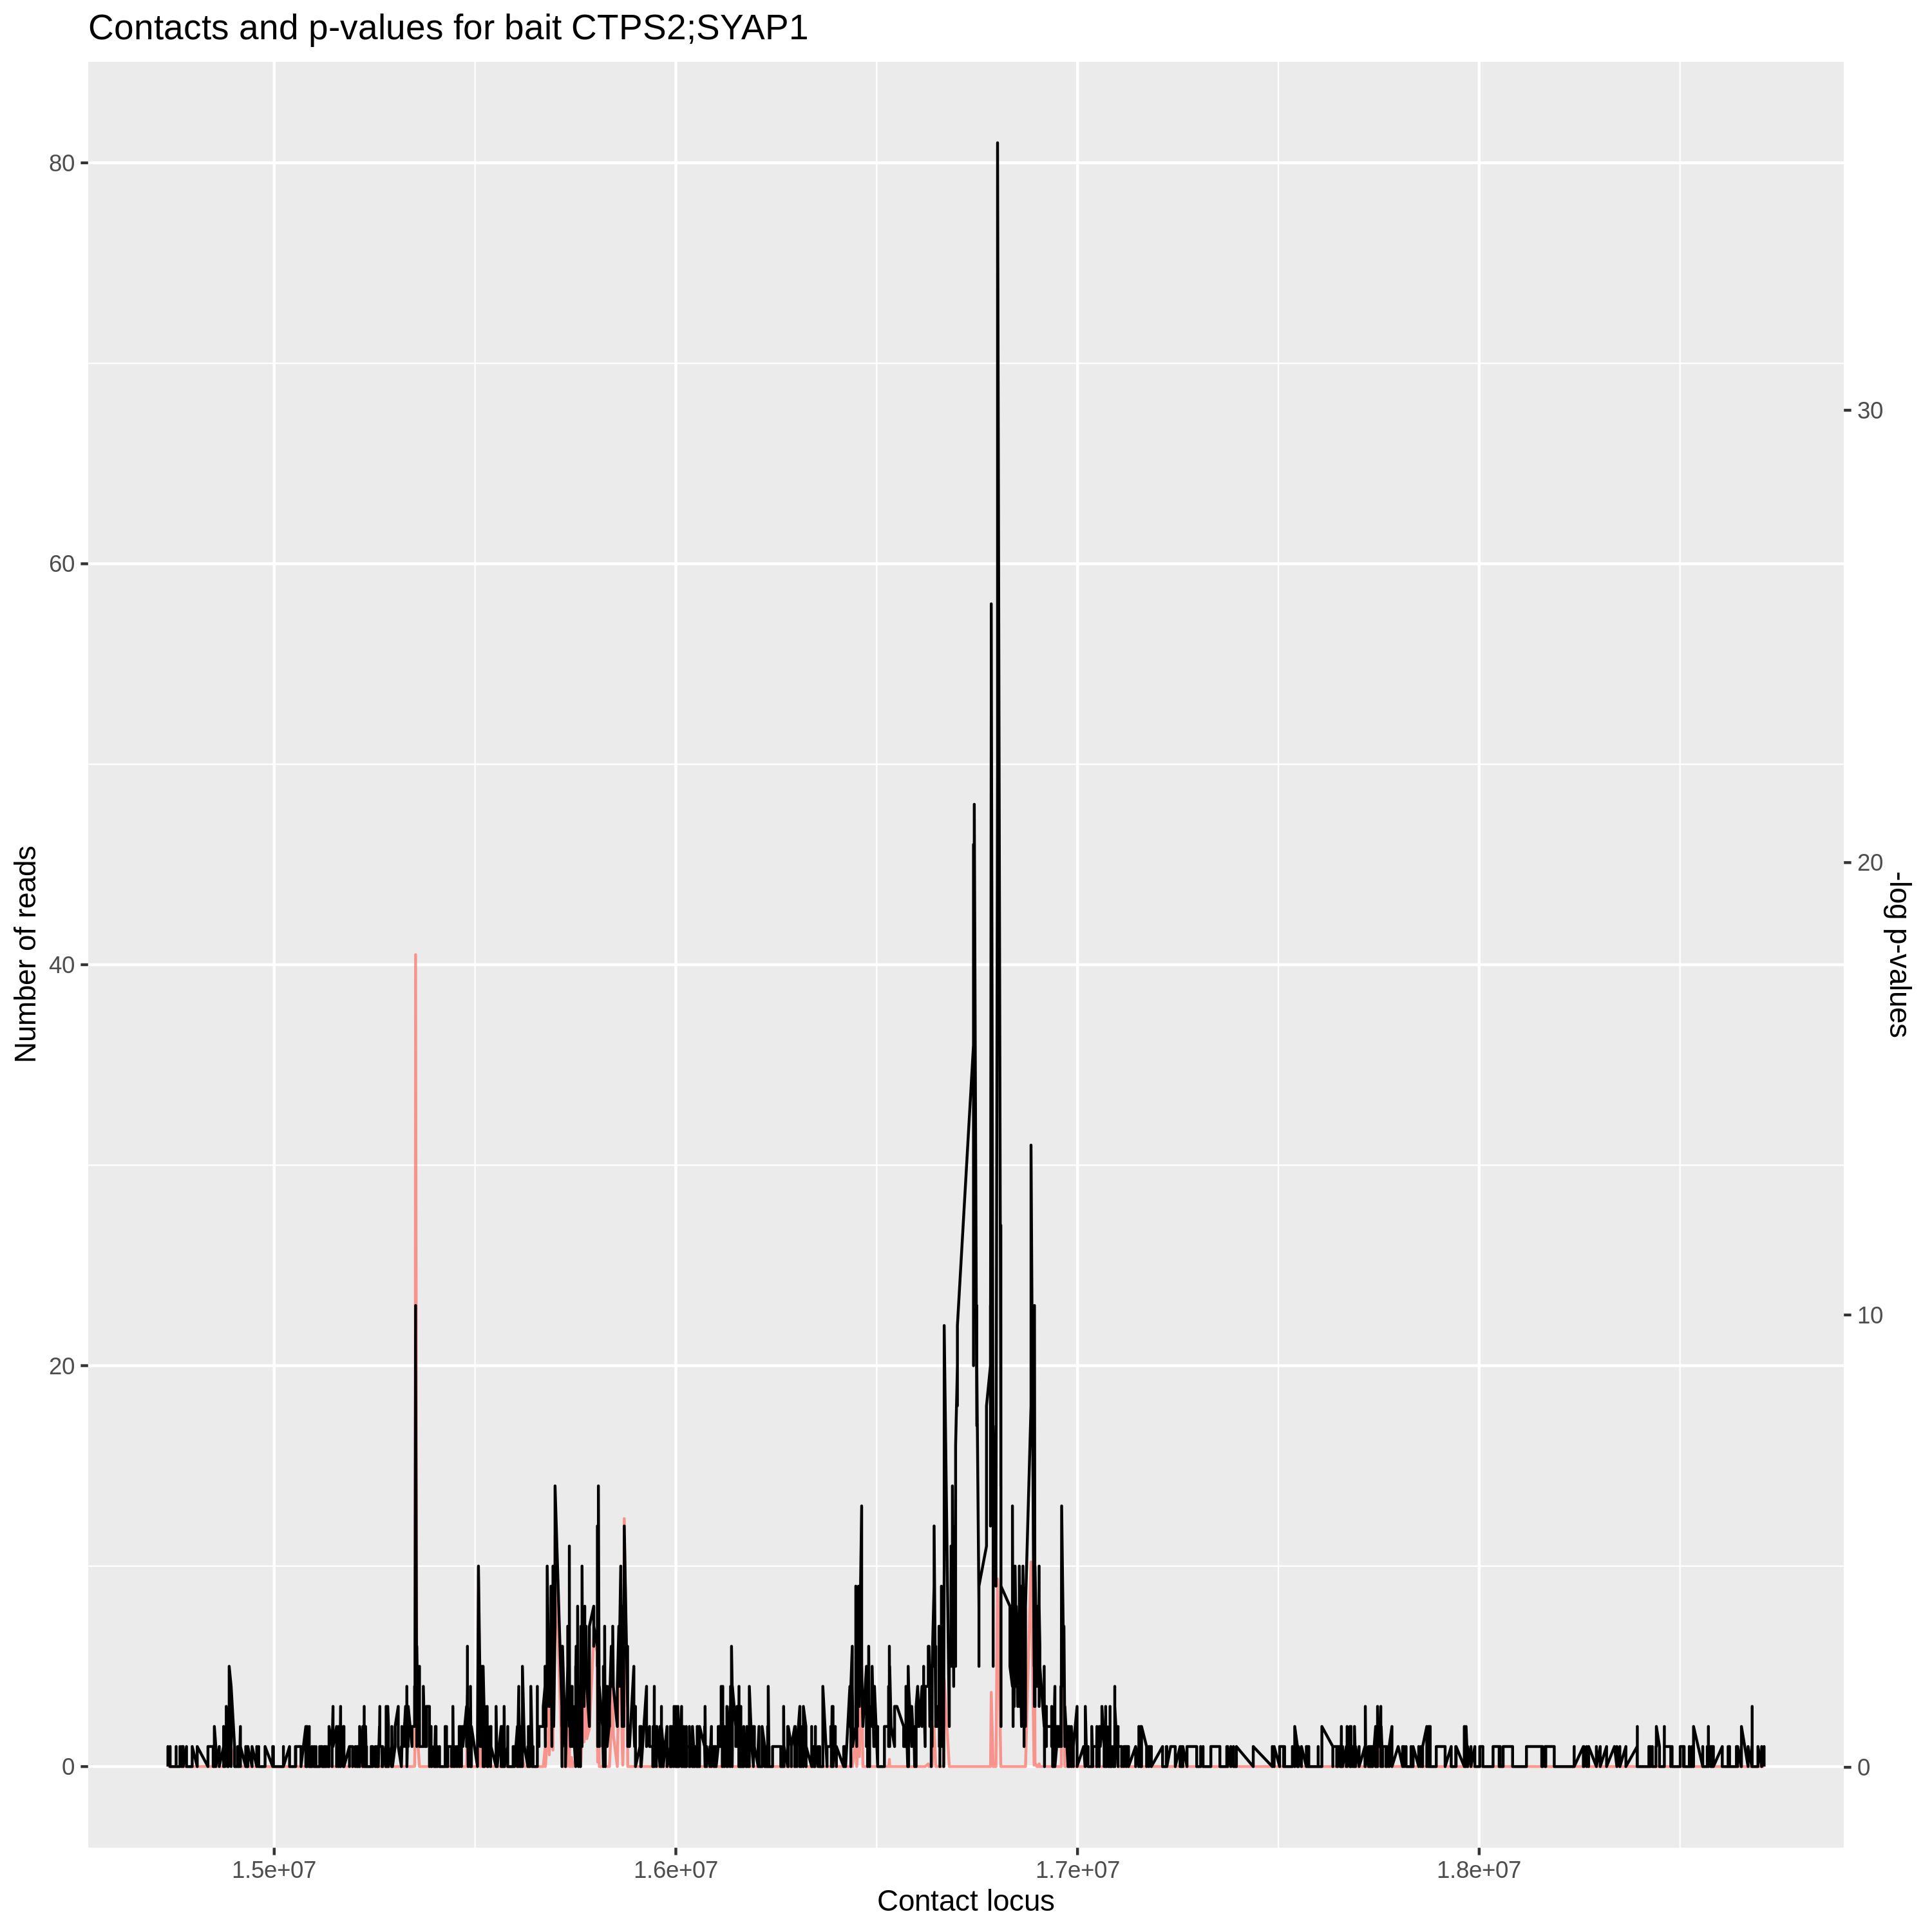 Contacts and p-values for bait CTPS2;SYAP1
80
60
40
20
0
Number of reads
30
20
10
0
-log p-values
1.5e+07
1.6e+07
1.7e+07
1.8e+07
Contact locus